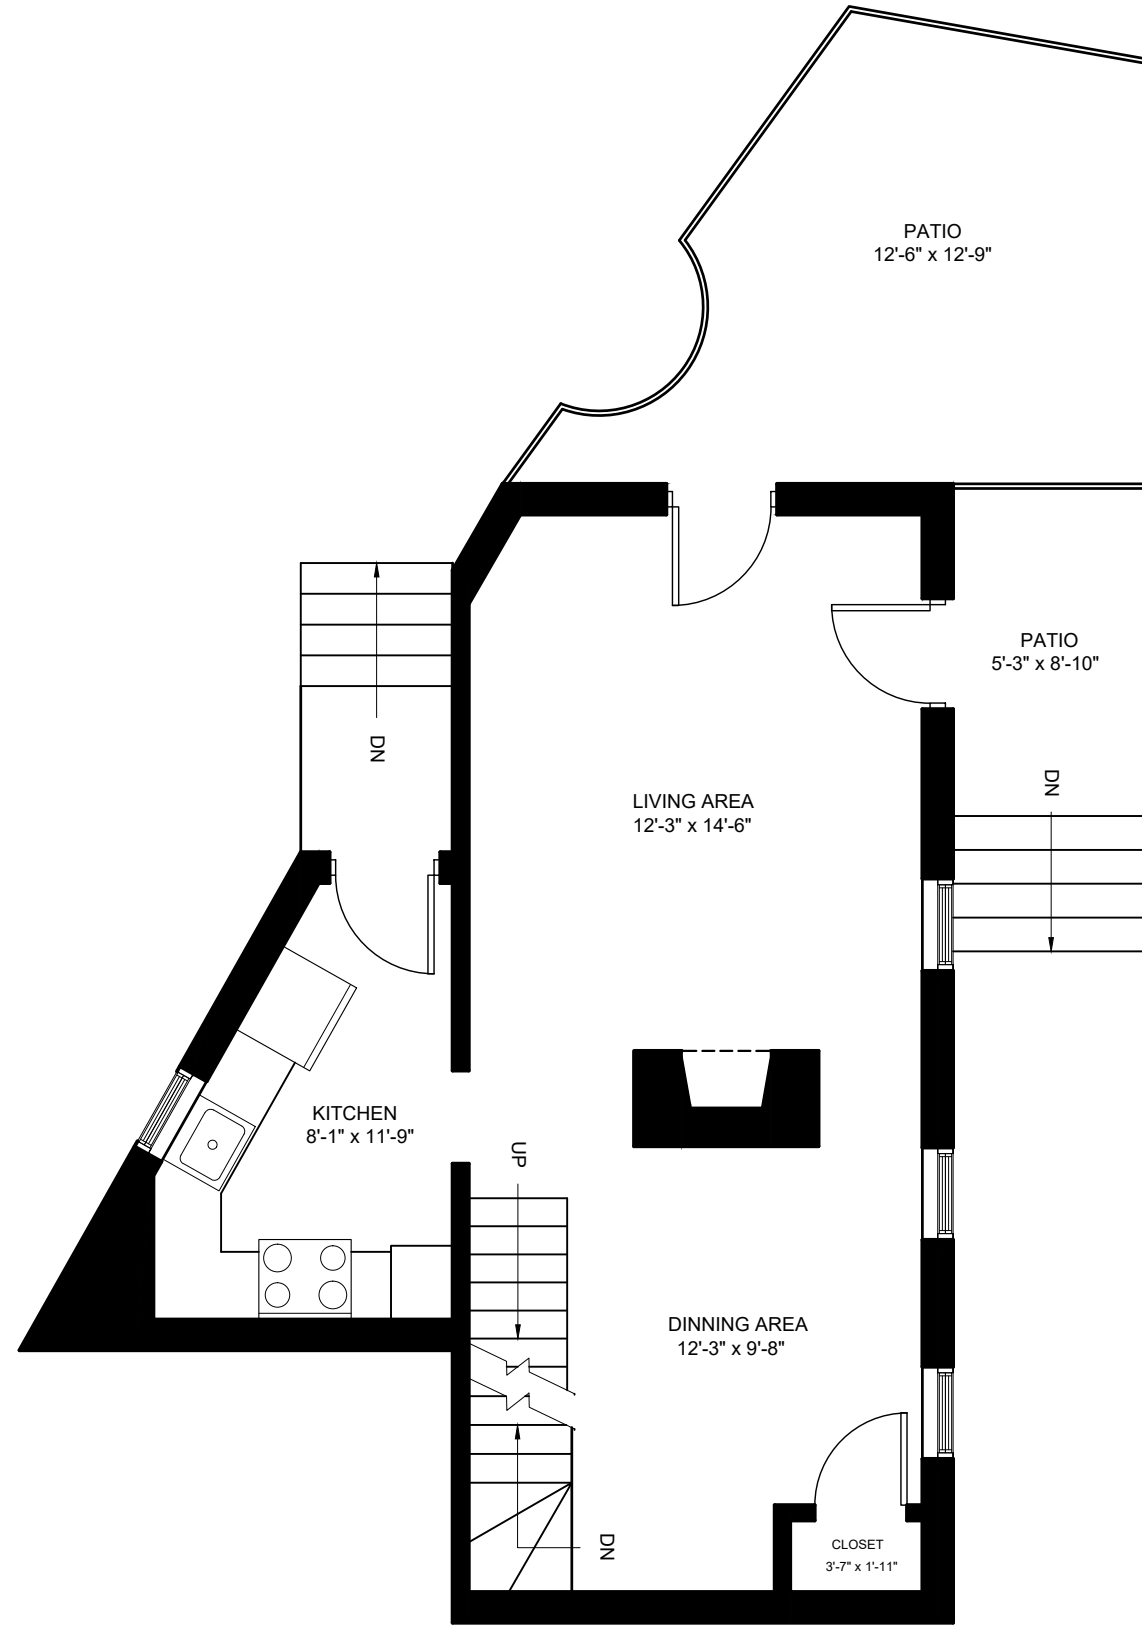 PATIO
12'-6" x 12'-9"
PATIO
5'-3" x 8'-10"
DN
DN
LIVING AREA
12'-3" x 14'-6"
KITCHEN
8'-1" x 11'-9"
UP
DINNING AREA
12'-3" x 9'-8"
DN
CLOSET
3'-7" x 1'-11"